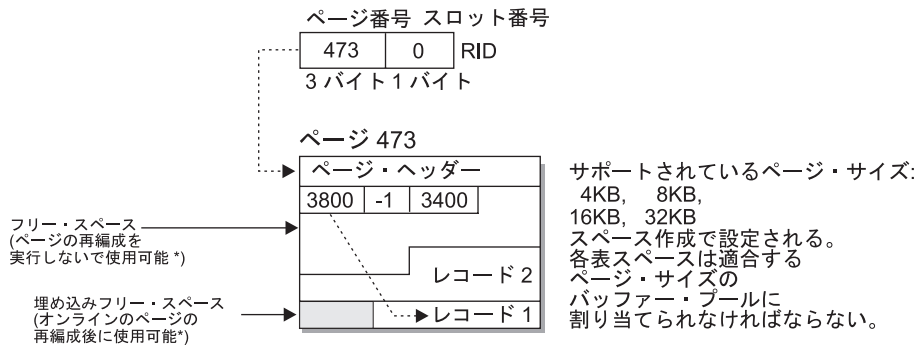 ページ番号 スロット番号
473 0 RID
3 バイト 1 バイト
ページ 473
ページ・ヘッダー
3800 -1 3400
レコード 2
レコード 1
フリー・スペース
(ページの再編成を
実行しないで使用可能 *)
埋め込みフリー・スペース
(オンラインのページの
再編成後に使用可能*)
サポートされているページ・サイズ:
4KB, 8KB,
16KB, 32KB
スペース作成で設定される。
各表スペースは適合する
ページ・サイズの
バッファー・プールに
割り当てられなければならない。